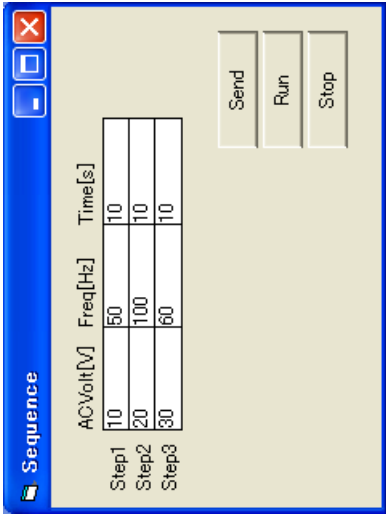 Sequence
ACVolt[V] Freq[Hz] Time[s]
Step1 10 50 10
Step2 20 100 10
Step3 30 60 10
Send
Run
Stop